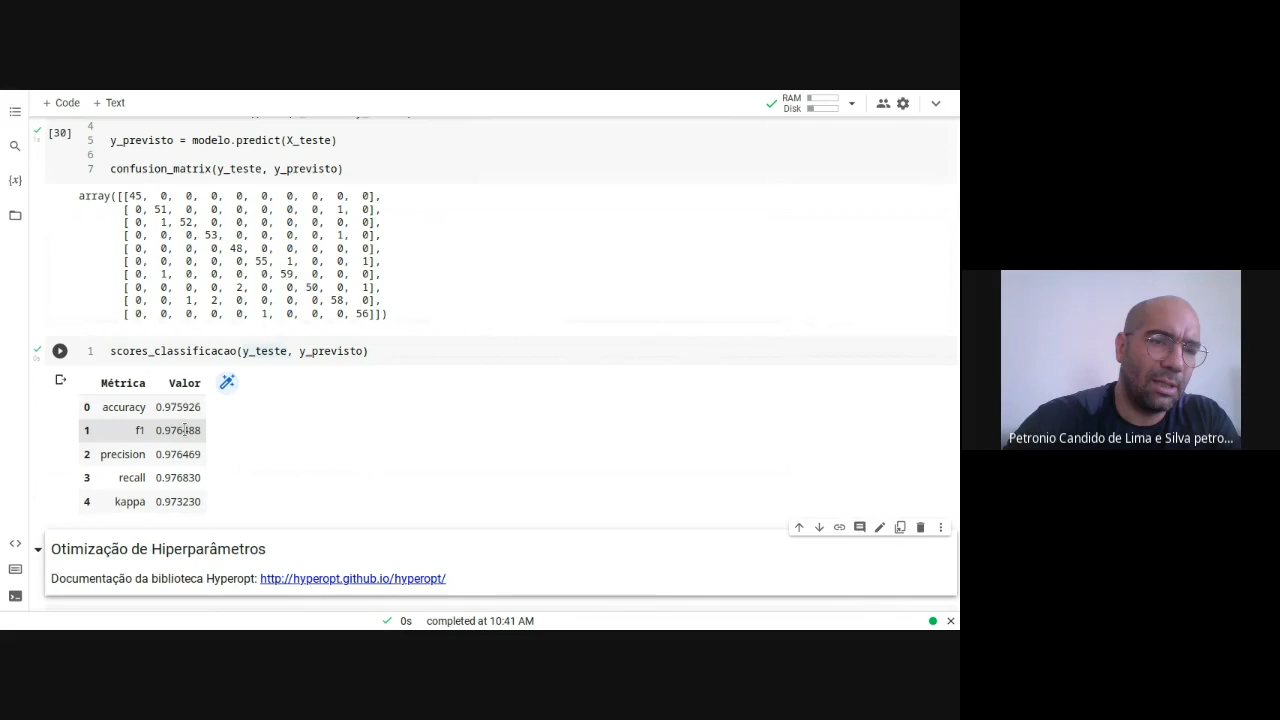 + Code + Text
RAM
Disk
[30]
4
5 y_previsto = modelo.predict(X_teste)
6
7 confusion_matrix(y_teste, y_previsto)
array([[45, 0, 0, 0, 0, 0, 0, 0, 0, 0],
[ 0, 51, 0, 0, 0, 0, 0, 0, 1, 0],
[ 0, 1, 52, 0, 0, 0, 0, 0, 0, 0],
[ 0, 0, 0, 53, 0, 0, 0, 0, 1, 0],
[ 0, 0, 0, 0, 48, 0, 0, 0, 0, 0],
[ 0, 0, 0, 0, 0, 55, 1, 0, 0, 1],
[ 0, 1, 0, 0, 0, 0, 59, 0, 0, 0],
[ 0, 0, 0, 0, 2, 0, 0, 50, 0, 1],
[ 0, 0, 1, 2, 0, 0, 0, 0, 58, 0],
[ 0, 0, 0, 0, 0, 1, 0, 0, 0, 56]])
1 scores_classificacao(y_teste, y_previsto)
Métrica Valor
0 accuracy 0.975926
1 f1 0.976488
2 precision 0.976469
3 recall 0.976830
4 kappa 0.973230
Otimização de Hiperparâmetros
Documentação da biblioteca Hyperopt: http://hyperopt.github.io/hyperopt/
0s completed at 10:41 AM
Petronio Candido de Lima e Silva petro...